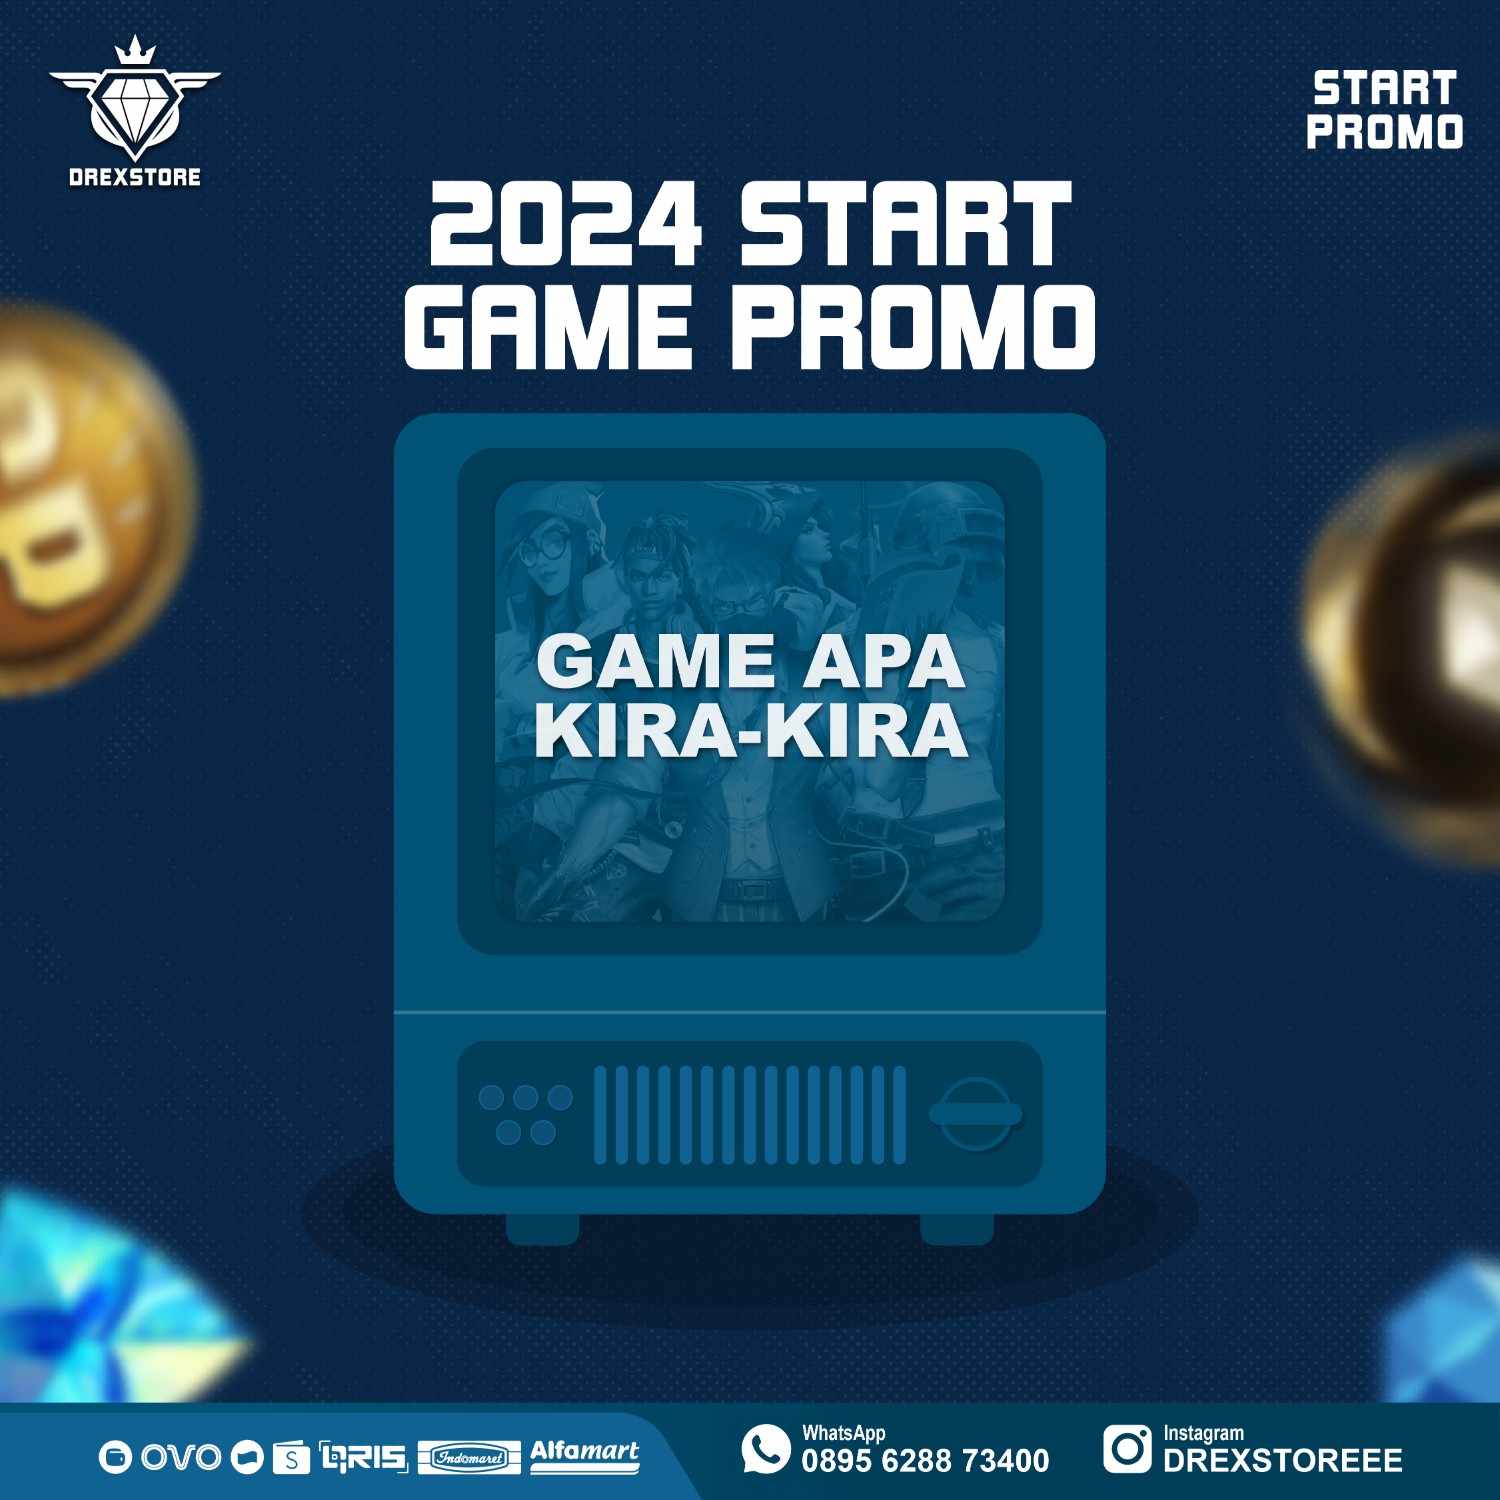 DREXSTORE
START
PROMO
2024 START
GAME PROMO
GAME APA
KIRA-KIRA
OVO
S
QRIS
Indomaret
Alfamart
WhatsApp
0895 6288 73400
Instagram
DREXSTOREEE